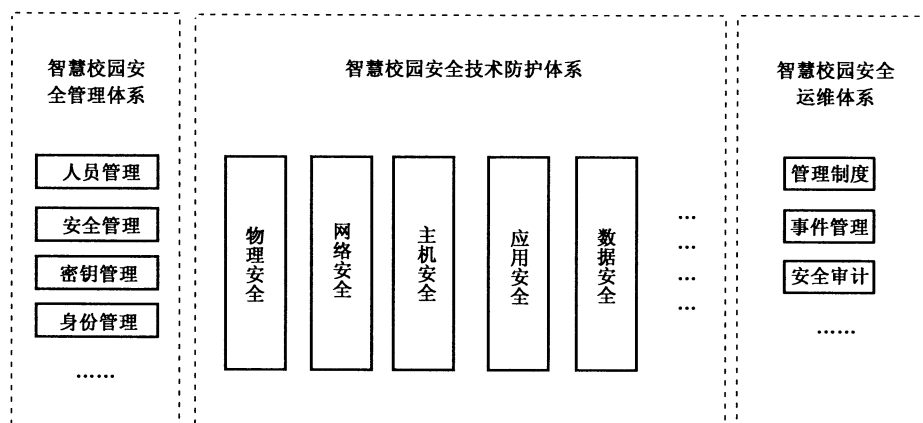 智慧校园安
全管理体系
人员管理
安全管理
密钥管理
身份管理
……
智慧校园安全技术防护体系
物理安全
网络安全
主机安全
应用安全
数据安全
…
…
…
…
智慧校园安全
运维体系
管理制度
事件管理
安全审计
……